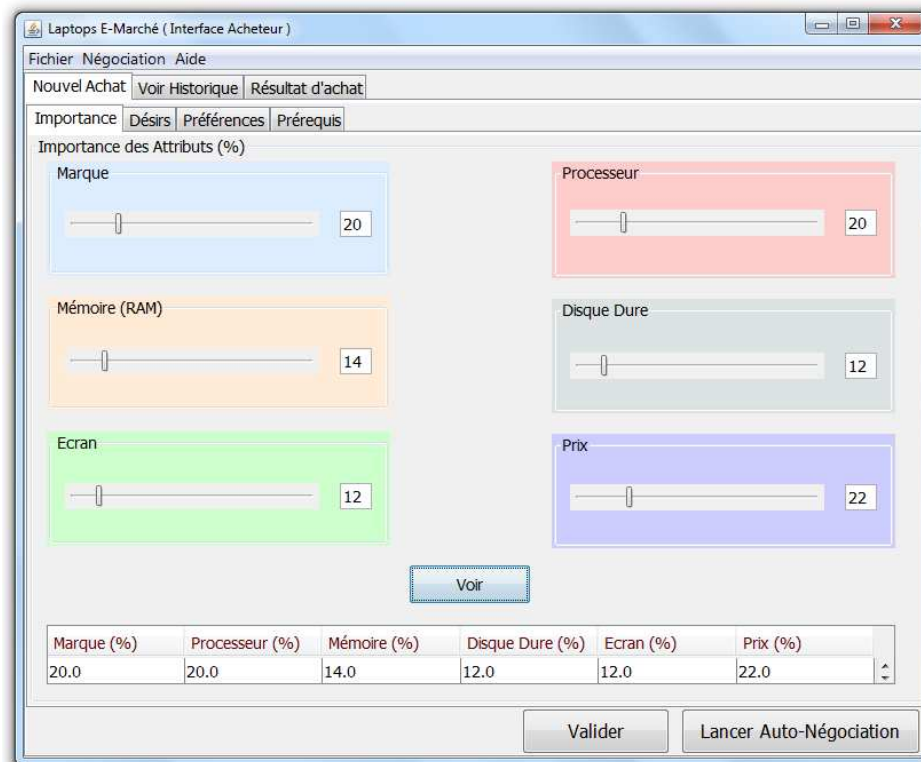 Laptops E-Marché ( Interface Acheteur )
Fichier Négociation Aide
Nouvel Achat Voir Historique Résultat d'achat
Importance Désirs Préférences Prérequis
Importance des Attributs (%)
Marque Processeur
20 20
Mémoire (RAM) Disque Dure
14 12
Ecran Prix
12 22
Voir
Marque (%) Processeur (%) Mémoire (%) Disque Dure (%) Ecran (%) Prix (%)
20.0 20.0 14.0 12.0 12.0 22.0
Valider Lancer Auto-Négociation